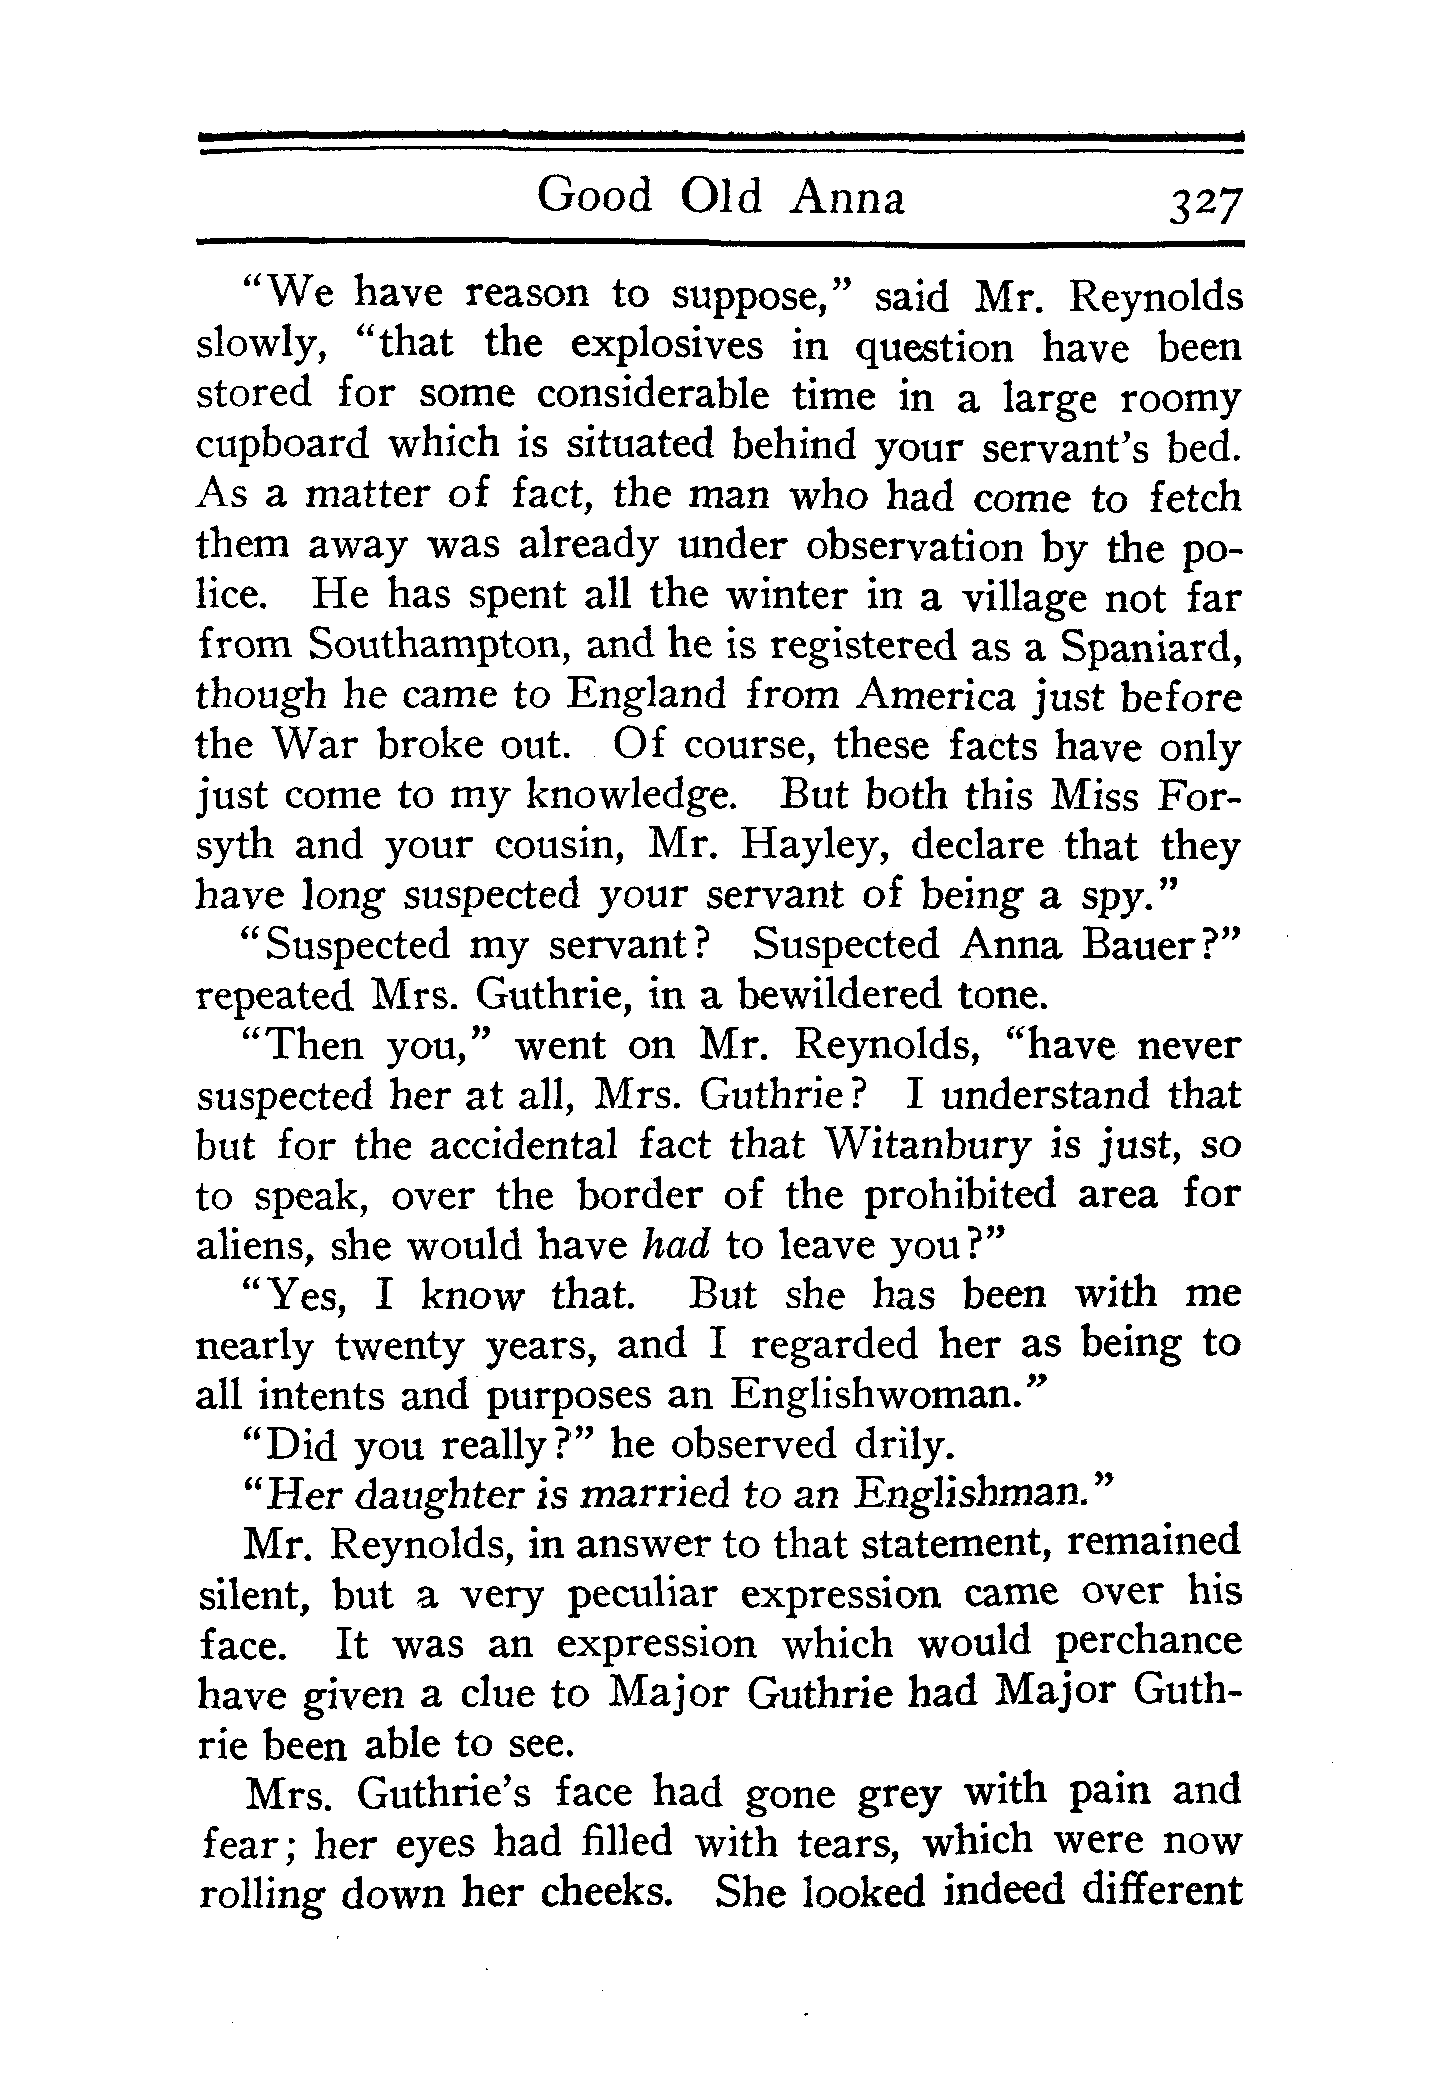 Good Old Anna 327
"We have reason to suppose," said Mr. Reynolds
slowly, "that the explosives in question have been
stored for some considerable time in a large roomy
cupboard which is situated behind your servant's bed.
As a matter of fact, the man who had come to fetch
them away was already under observation by the po-
lice. He has spent all the winter in a village not far
from Southampton, and he is registered as a Spaniard,
though he came to England from America just before
the War broke out. Of course, these facts have only
just come to my knowledge. But both this Miss For-
syth and your cousin, Mr. Hayley, declare that they
have long suspected your servant of being a spy."
"Suspected my servant? Suspected Anna Bauer?"
repeated Mrs. Guthrie, in a bewildered tone.
"Then you," went on Mr. Reynolds, "have never
suspected her at all, Mrs. Guthrie? I understand that
but for the accidental fact that Witanbury is just, so
to speak, over the border of the prohibited area for
aliens, she would have had to leave you?"
"Yes, I know that. But she has been with me
nearly twenty years, and I regarded her as being to
all intents and purposes an Englishwoman."
"Did you really?" he observed drily.
"Her daughter is married to an Englishman."
Mr. Reynolds, in answer to that statement, remained
silent, but a very peculiar expression came over his
face. It was an expression which would perchance
have given a clue to Major Guthrie had Major Guth-
rie been able to see.
Mrs. Guthrie's face had gone grey with pain and
fear; her eyes had filled with tears, which were now
rolling down her cheeks. She looked indeed different